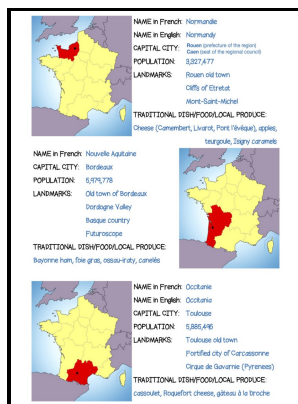 NAME in French: Normandie
NAME in English: Normandy
CAPITAL CITY: Rouen (prefecture of the region)
Caen (seat of the regional council)
POPULATION: 3,327,477
LANDMARKS: Rouen old town
Cliffs of Etretat
Mont-Saint-Michel
TRADITIONAL DISH/FOOD/LOCAL PRODUCE:
Cheese (Camembert, Livarot, Pont l'évêque), apples,
teurgoule, Isigny caramels
NAME in French: Nouvelle Aquitaine
CAPITAL CITY: Bordeaux
POPULATION: 5,979,778
LANDMARKS: Old town of Bordeaux
Dordogne Valley
Basque country
Futuroscope
TRADITIONAL DISH/FOOD/LOCAL PRODUCE:
Bayonne ham, foie gras, ossau-iraty, canelés
NAME in French: Occitanie
NAME in English: Occitania
CAPITAL CITY: Toulouse
POPULATION: 5,885,496
LANDMARKS: Toulouse old town
Fortified city of Carcassonne
Cirque de Gavarnie (Pyrenees)
TRADITIONAL DISH/FOOD/LOCAL PRODUCE:
cassoulet, Roquefort cheese, gâteau à la broche